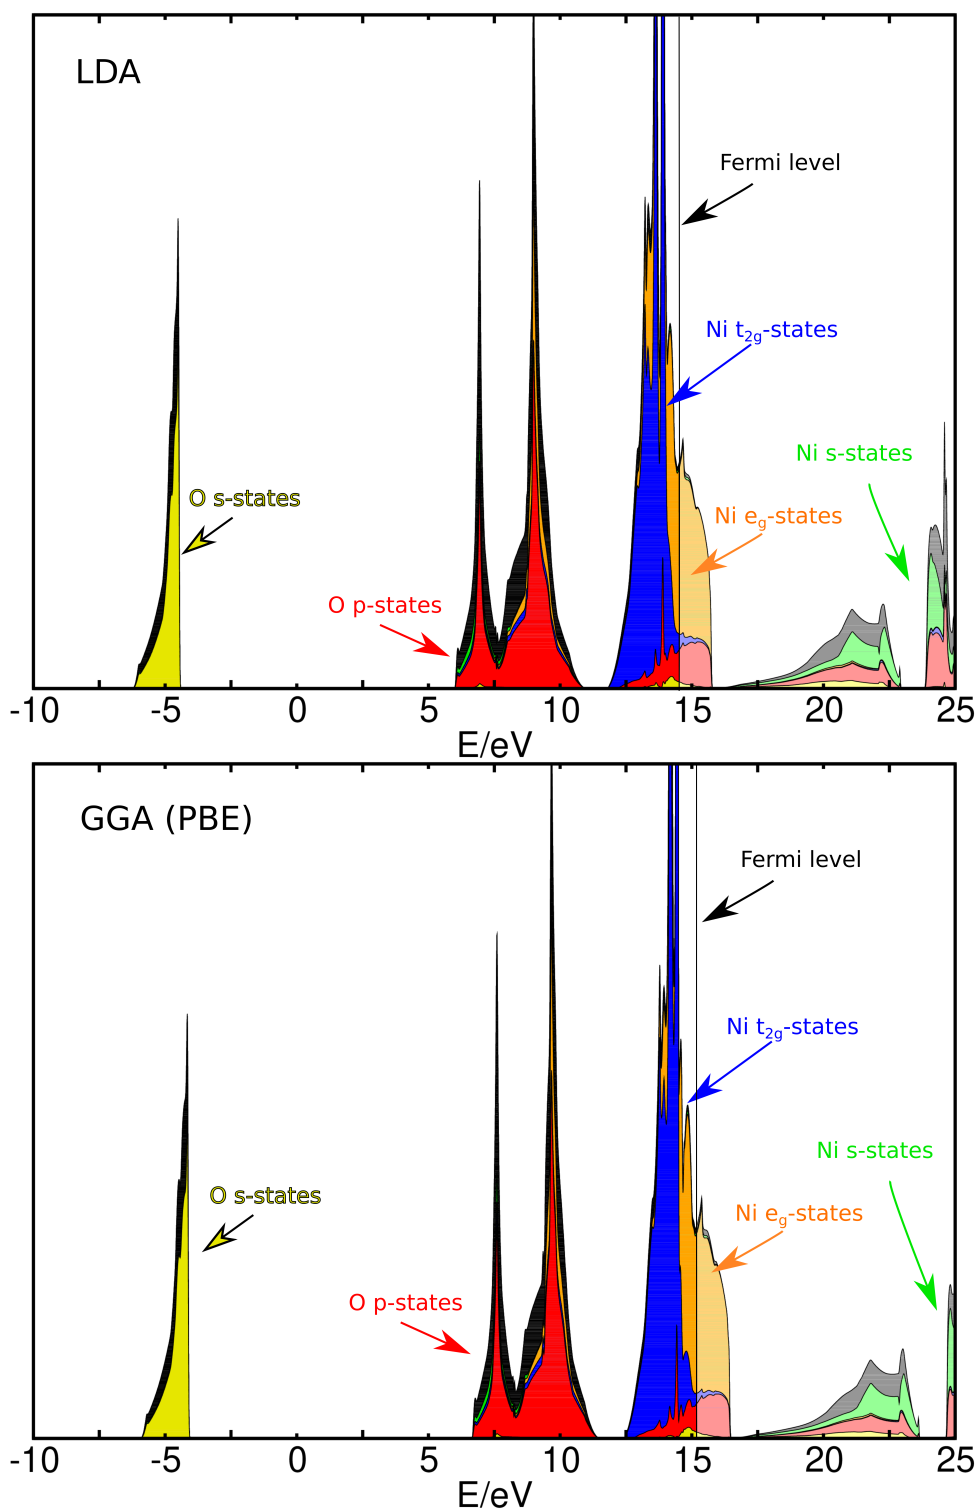 LDA
Fermi level
Ni t2g-states
Ni s-states
O s-states
Ni eg-states
O p-states
-10 -5 0 5 10 15 20 25
E/eV
GGA (PBE)
Fermi level
Ni t2g-states
Ni s-states
O s-states
Ni eg-states
O p-states
-10 -5 0 5 10 15 20 25
E/eV